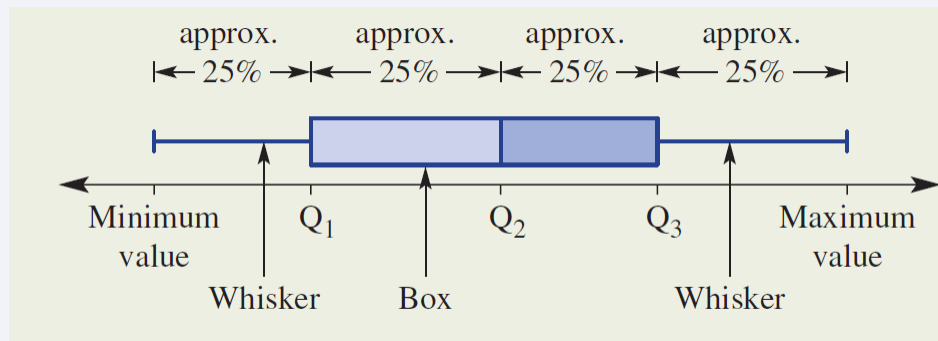 approx. approx. approx. approx.
25% 25% 25% 25%
Minimum Q₁ Q₂ Q₃ Maximum
value value
Whisker Box Whisker